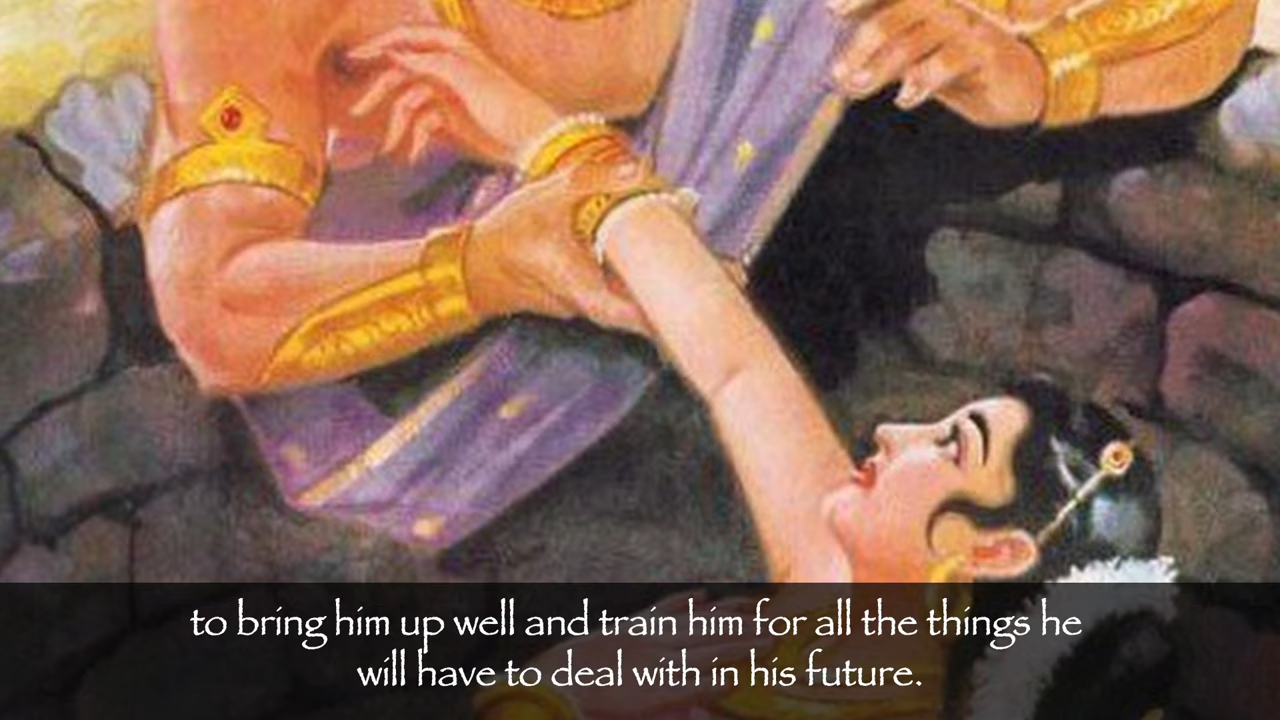 to bring him up well and train him for all the things he
will have to deal with in his future.